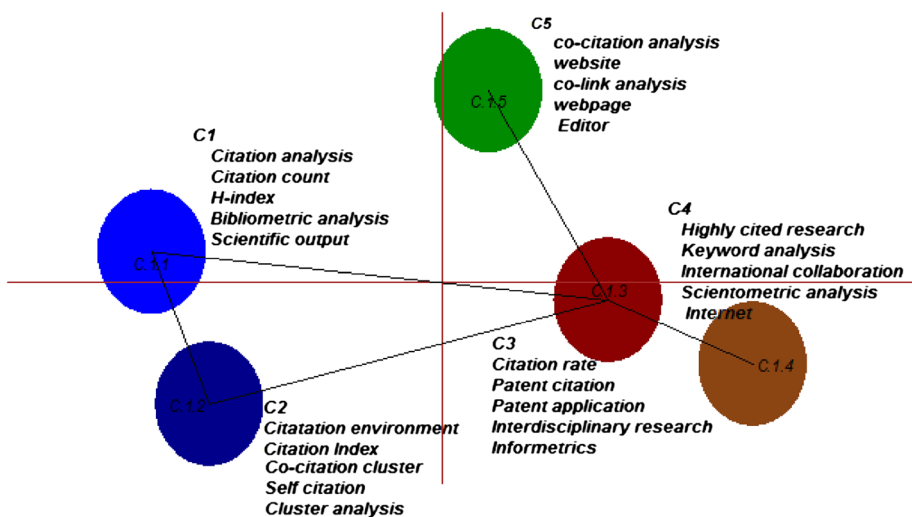 C5
co-citation analysis
website
co-link analysis
webpage
Editor
C.1.5
C1
Citation analysis
Citation count
H-index
Bibliometric analysis
Scientific output
C.1.1
C4
Highly cited research
Keyword analysis
International collaboration
Scientometric analysis
Internet
C.1.3
C3
Citation rate
Patent citation
Patent application
Interdisciplinary research
Informetrics
C.1.4
C.1.2
C2
Citatation environment
Citation Index
Co-citation cluster
Self citation
Cluster analysis